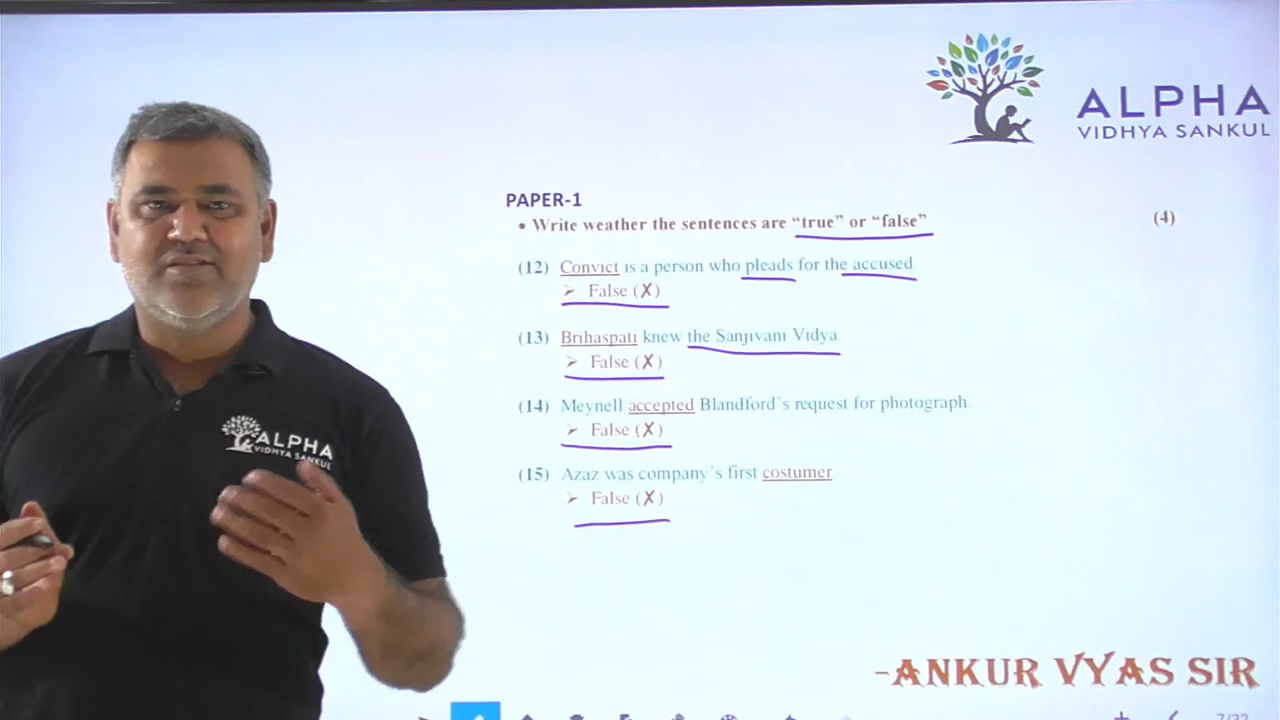 ALPHA
VIDHYA SANKUL
PAPER-1
• Write weather the sentences are “true” or “false” (4)
(12) Convict is a person who pleads for the accused.
➢ False (✗)
(13) Brihaspati knew the Sanjivani Vidya.
➢ False (✗)
(14) Meynell accepted Blandford's request for photograph.
➢ False (✗)
(15) Azaz was company's first costumer.
➢ False (✗)
ALPHA
VIDHYA SANKUL
-ANKUR VYAS SIR